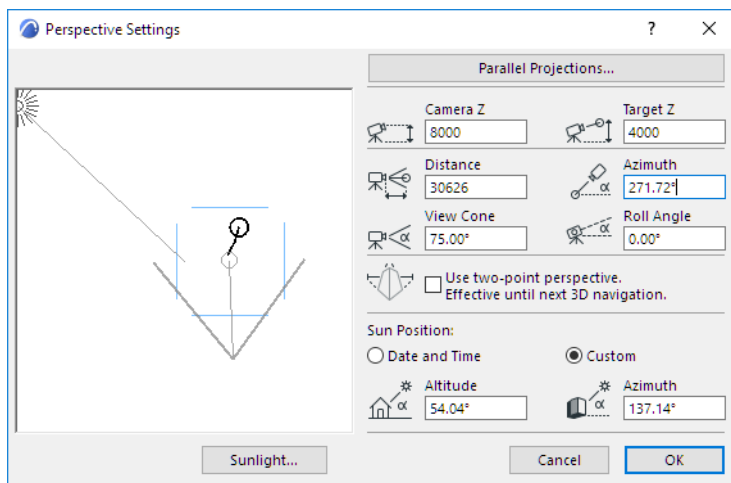 Perspective Settings
?
Parallel Projections...
Camera Z
Target Z
8000
4000
Distance
Azimuth
30626
α
271.72°
View Cone
Roll Angle
α
75.00°
α
0.00°
Use two-point perspective.
Effective until next 3D navigation.
Sun Position:
Date and Time
Custom
Altitude
Azimuth
α
54.04°
α
137.14°
Sunlight...
Cancel
OK